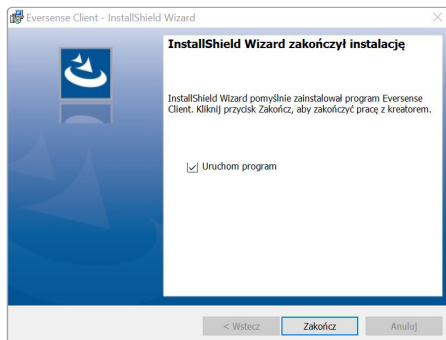 Eversense Client - InstallShield Wizard
InstallShield Wizard zakończył instalację
InstallShield Wizard pomyślnie zainstalował program Eversense
Client. Kliknij przycisk Zakończ, aby zakończyć pracę z kreatorem.
Uruchom program
< Wstecz
Zakończ
Anuluj